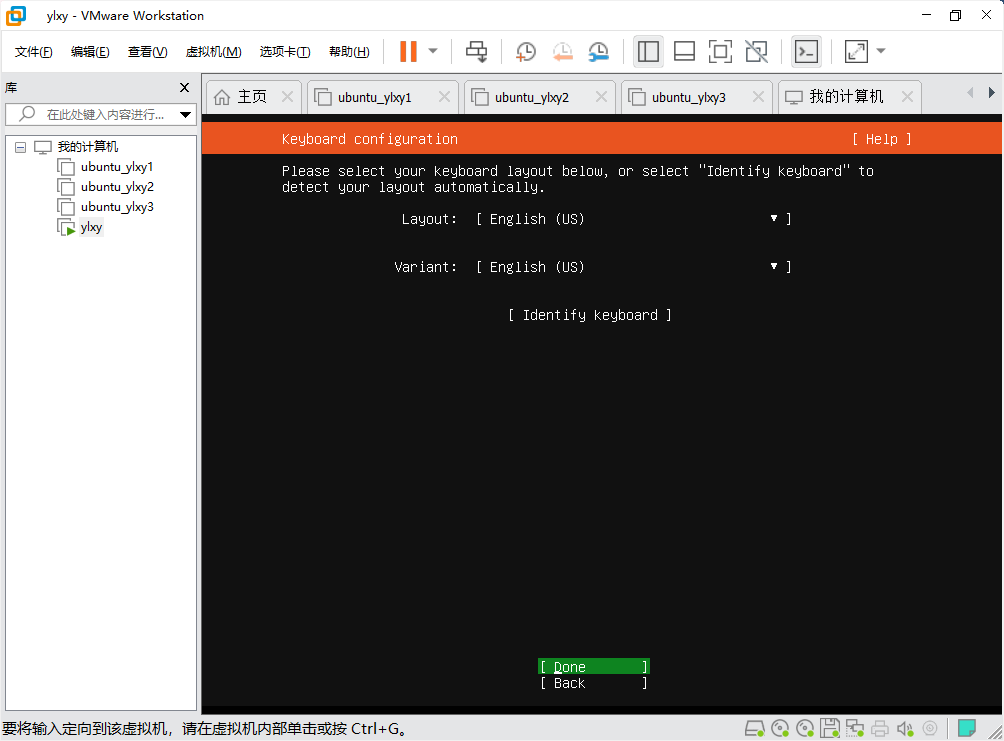 ylxy - VMware Workstation
文件(F) 编辑(E) 查看(V) 虚拟机(M) 选项卡(T) 帮助(H)
库
主页 ubuntu_ylxy1 ubuntu_ylxy2 ubuntu_ylxy3 我的计算机
在此处键入内容进行...
我的计算机
ubuntu_ylxy1
ubuntu_ylxy2
ubuntu_ylxy3
ylxy
Keyboard configuration [ Help ]
Please select your keyboard layout below, or select "Identify keyboard" to
detect your layout automatically.
Layout: [ English (US) ▾ ]
Variant: [ English (US) ▾ ]
[ Identify keyboard ]
[ Done ]
[ Back ]
要将输入定向到该虚拟机，请在虚拟机内部单击或按 Ctrl+G。